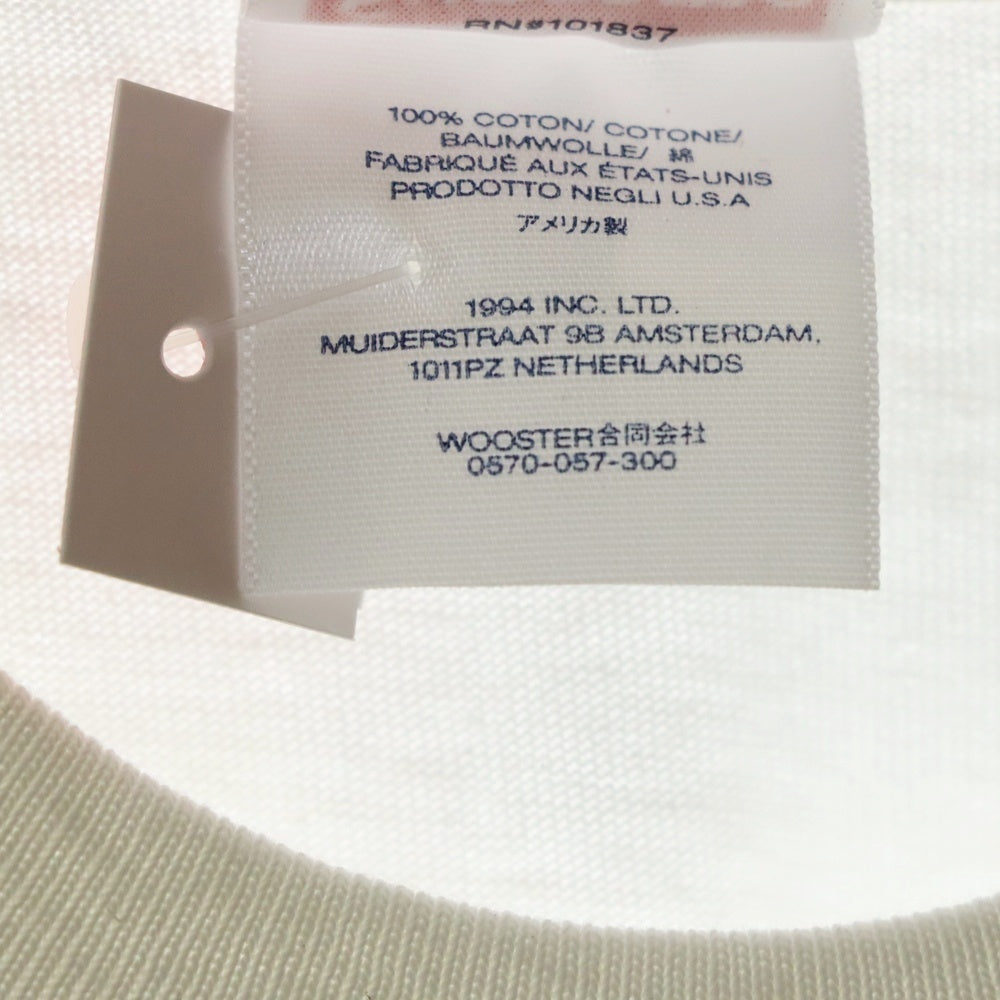 RN#101837
100% COTON/ COTONE/
BAUMWOLLE/ 綿
FABRIQUÉ AUX ÉTATS-UNIS
PRODOTTO NEGLI U.S.A
アメリカ製
1994 INC. LTD.
MUIDERSTRAAT 9B AMSTERDAM,
1011PZ NETHERLANDS
WOOSTER合同会社
0570-057-300